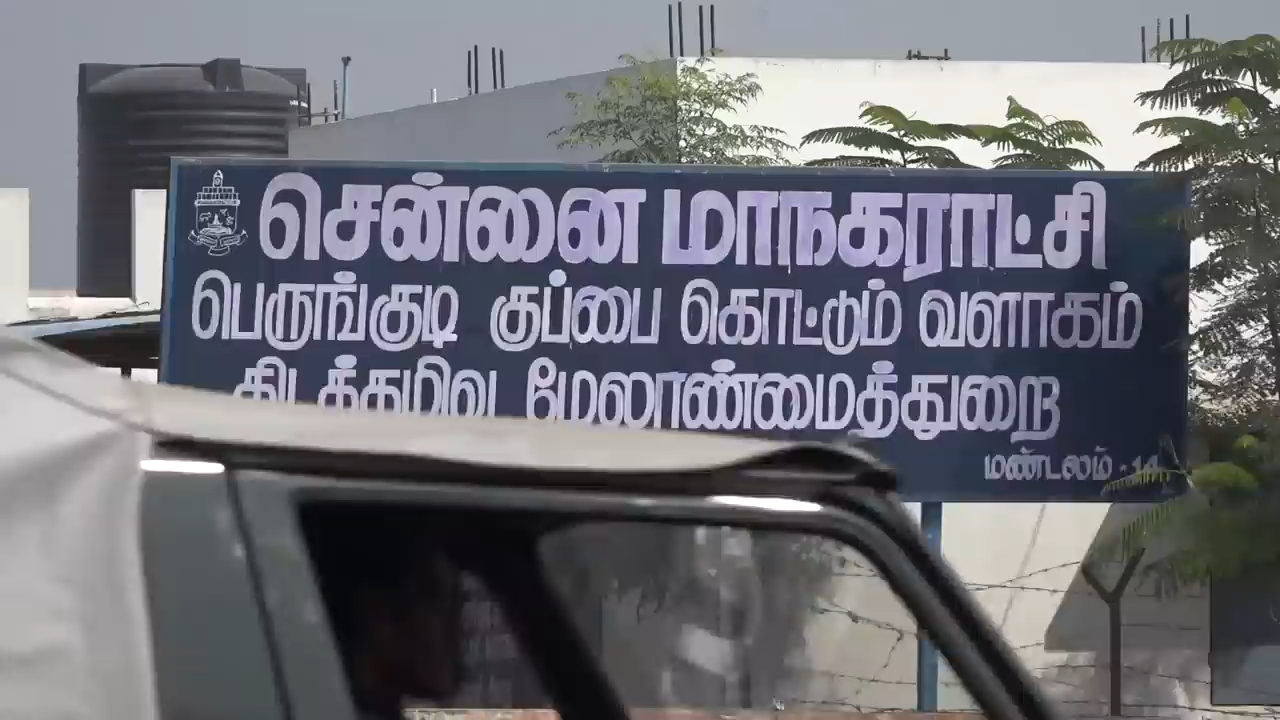 சென்னை மாநகராட்சி
பெருங்குடி குப்பை கொட்டும் வளாகம்
மேலாண்மைத்துறை
மண்டலம் - 14